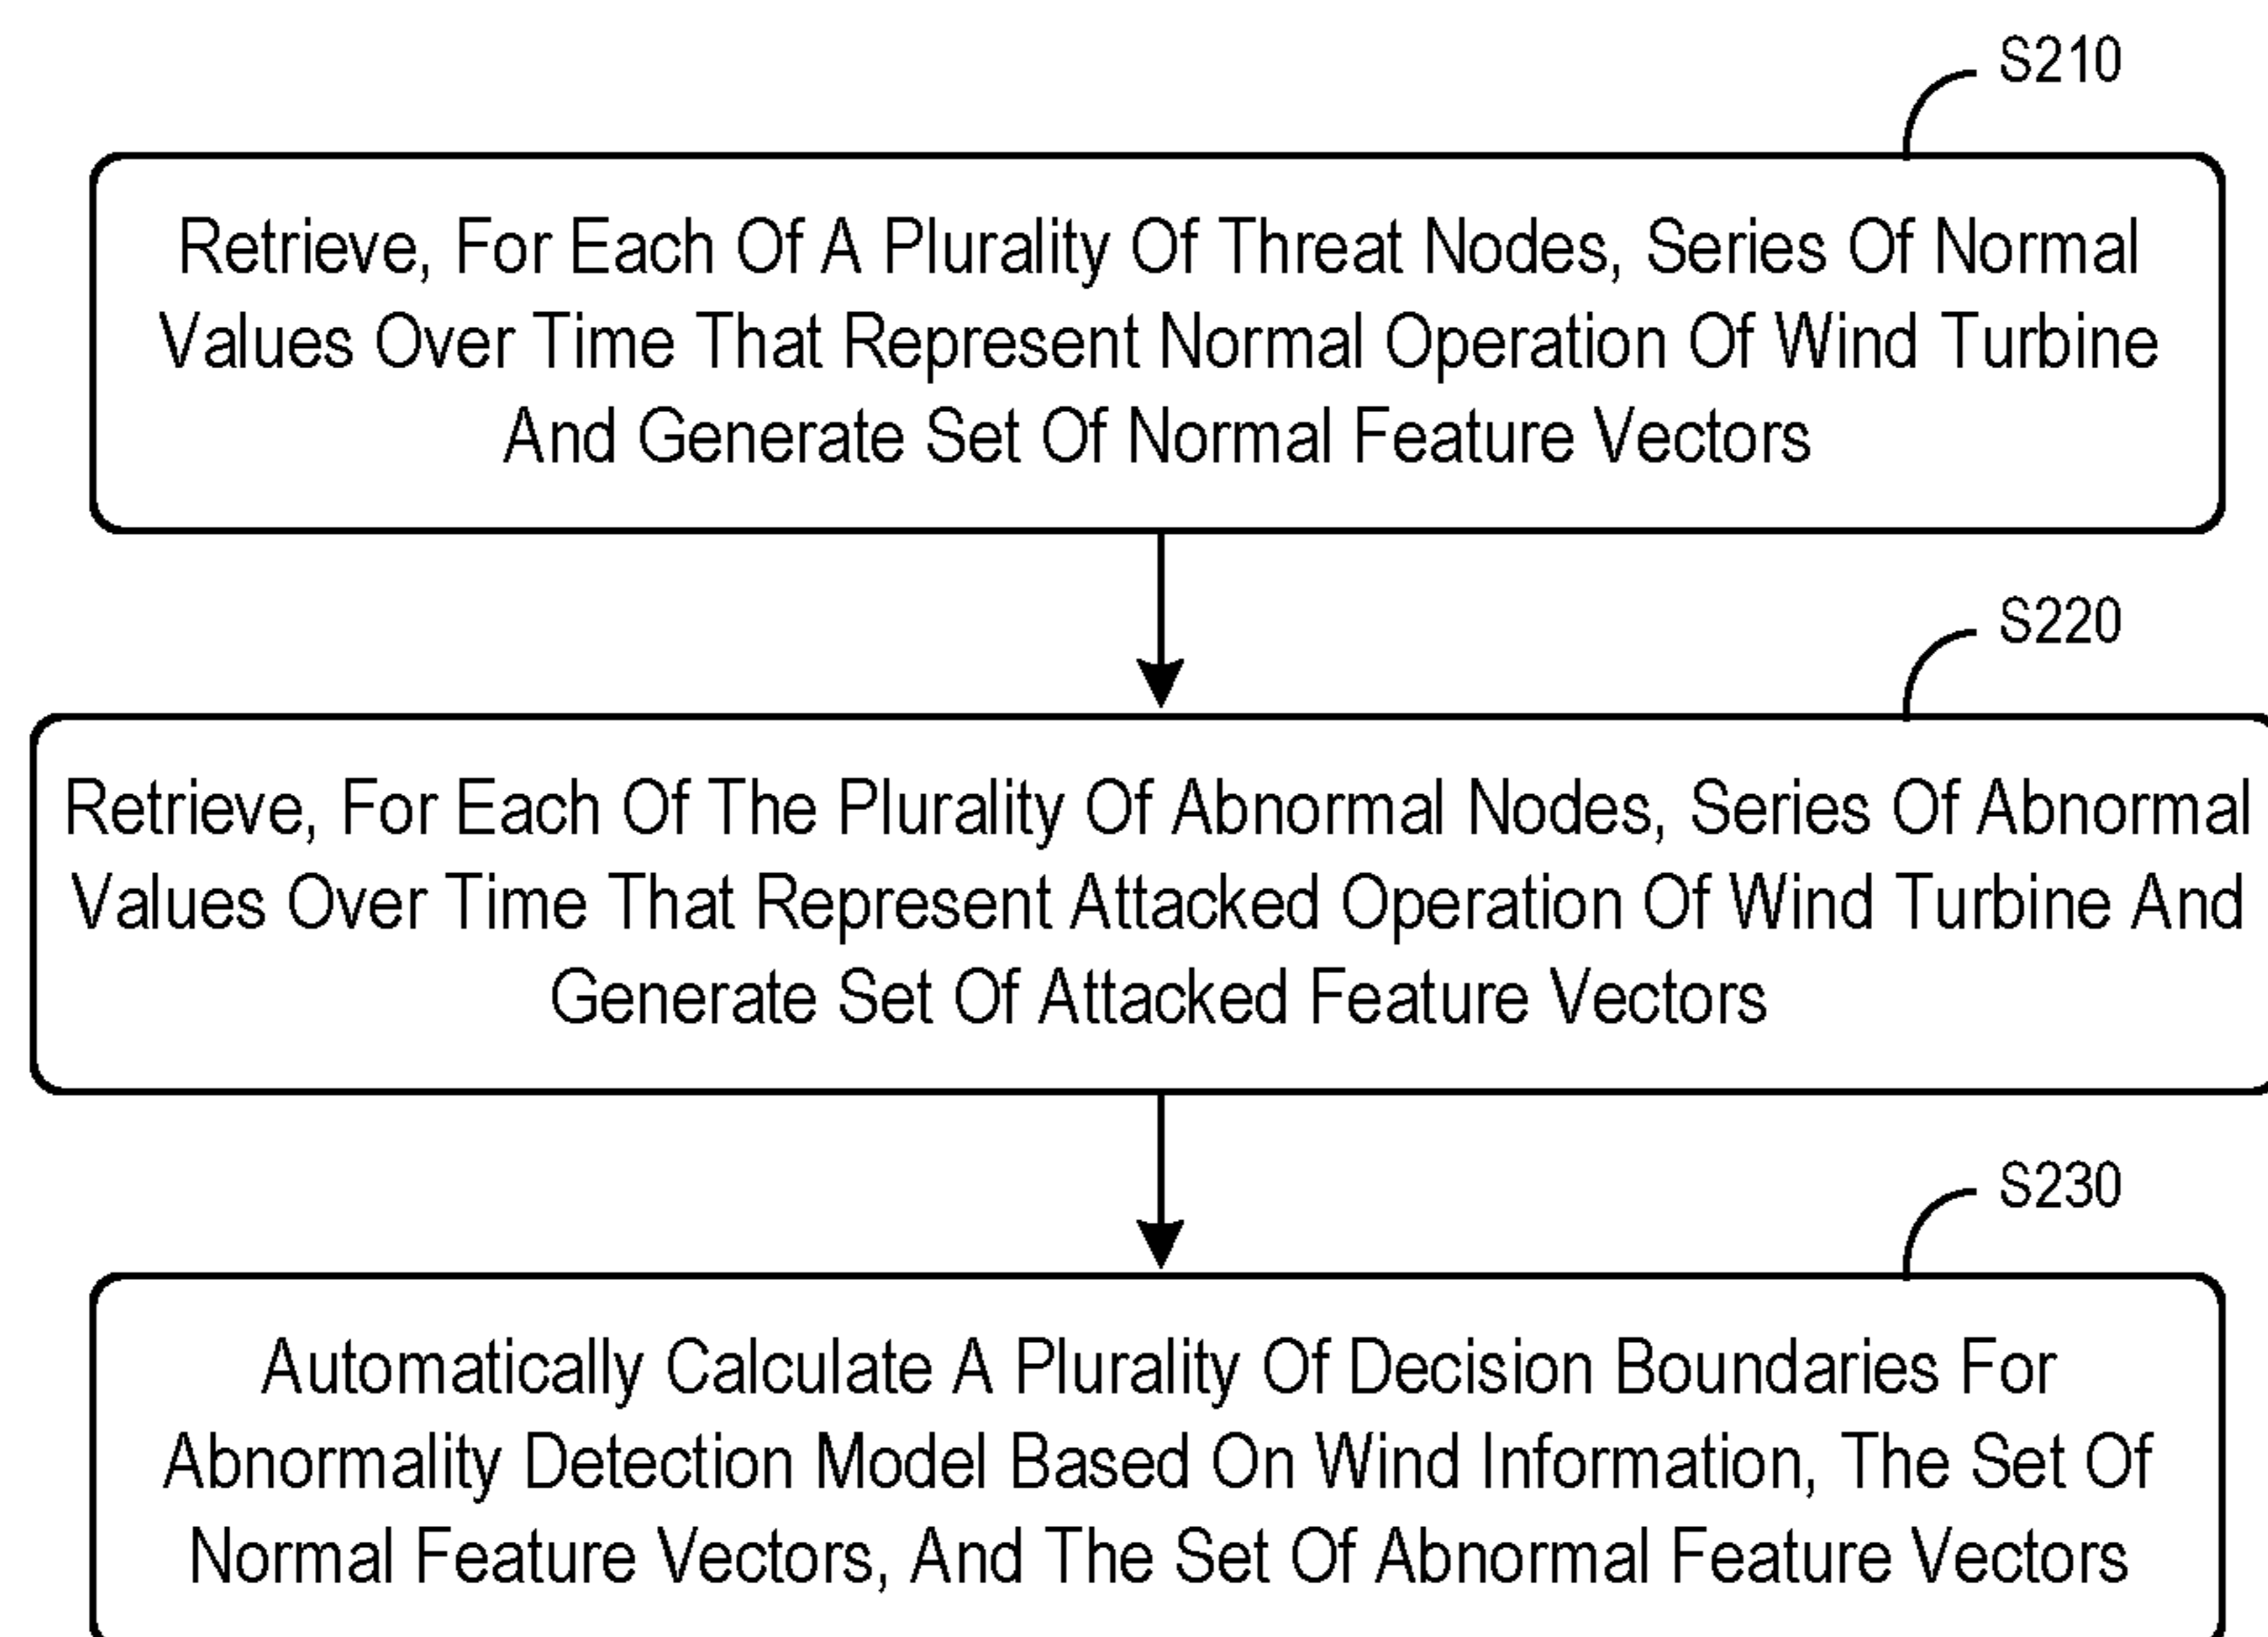 S210
Retrieve, For Each Of A Plurality Of Threat Nodes, Series Of Normal
Values Over Time That Represent Normal Operation Of Wind Turbine
And Generate Set Of Normal Feature Vectors
S220
Retrieve, For Each Of The Plurality Of Abnormal Nodes, Series Of Abnormal
Values Over Time That Represent Attacked Operation Of Wind Turbine And
Generate Set Of Attacked Feature Vectors
S230
Automatically Calculate A Plurality Of Decision Boundaries For
Abnormality Detection Model Based On Wind Information, The Set Of
Normal Feature Vectors, And The Set Of Abnormal Feature Vectors